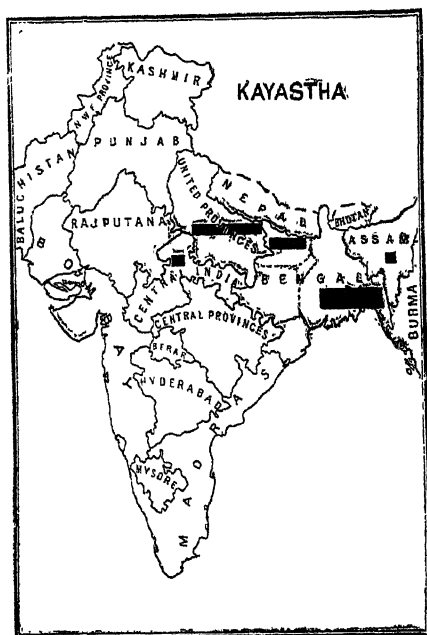 KAYASTHA
KASHMIR
N.W.F. PROVINCE
PUNJAB
BALUCHISTAN
UNITED PROVINCES
NEPAL
BHUTAN
RAJPUTANA
ASSAM
CENTRAL INDIA
BENGAL
BOMBAY
BURMA
CENTRAL PROVINCES
BERAR
HYDERABAD
MADRAS
MYSORE